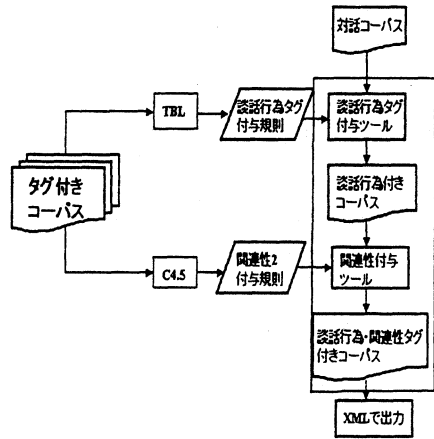 対話コーパス
TBL
談話行為タグ
付与規則
談話行為タグ
付与ツール
タグ付き
コーパス
談話行為付き
コーパス
C4.5
関連性2
付与規則
関連性付与
ツール
談話行為・関連性タグ
付きコーパス
XMLで出力